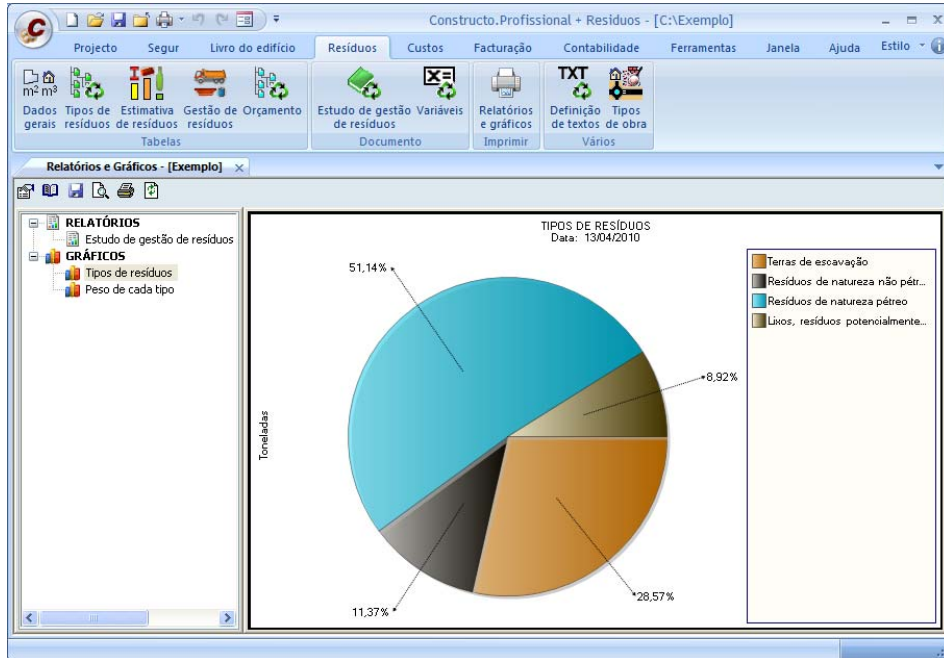 Constructo.Profissional + Resíduos - [C:\Exemplo]
Projecto Segur Livro do edifício Resíduos Custos Facturação Contabilidade Ferramentas Janela Ajuda Estilo
m² m³ TXT
Dados gerais Tipos de resíduos Estimativa de resíduos Gestão de resíduos Orçamento Estudo de gestão de resíduos Variáveis Relatórios e gráficos Definição de textos Tipos de obra
Tabelas Documento Imprimir Vários
Relatórios e Gráficos - [Exemplo]
RELATÓRIOS
Estudo de gestão de resíduos
GRÁFICOS
Tipos de resíduos
Peso de cada tipo
TIPOS DE RESÍDUOS
Data: 13/04/2010
Toneladas
51,14%
8,92%
11,37%
28,57%
Terras de escavação
Resíduos de natureza não pétr...
Resíduos de natureza pétreo
Lixos, resíduos potencialmente...